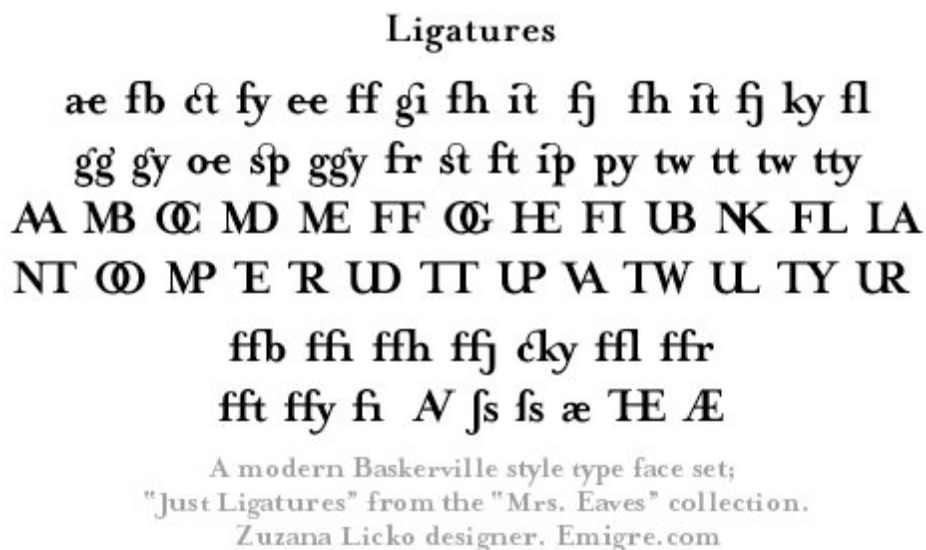 Ligatures
ae fb ct fy ee ff gi fh it fj fh it fj ky fl
gg gy oe sp ggy fr st ft ip py tw tt tw tty
AA MB OC MD ME FF OG HE FI UB NK FL LA
NT OO MP TE TR UD TT UP VA TW UL TY UR
ffb ffi ffh ffj cky ffl ffr
fft ffy fi AV ſs fs æ THE Æ
A modern Baskerville style type face set;
"Just Ligatures" from the "Mrs. Eaves" collection.
Zuzana Licko designer. Emigre.com